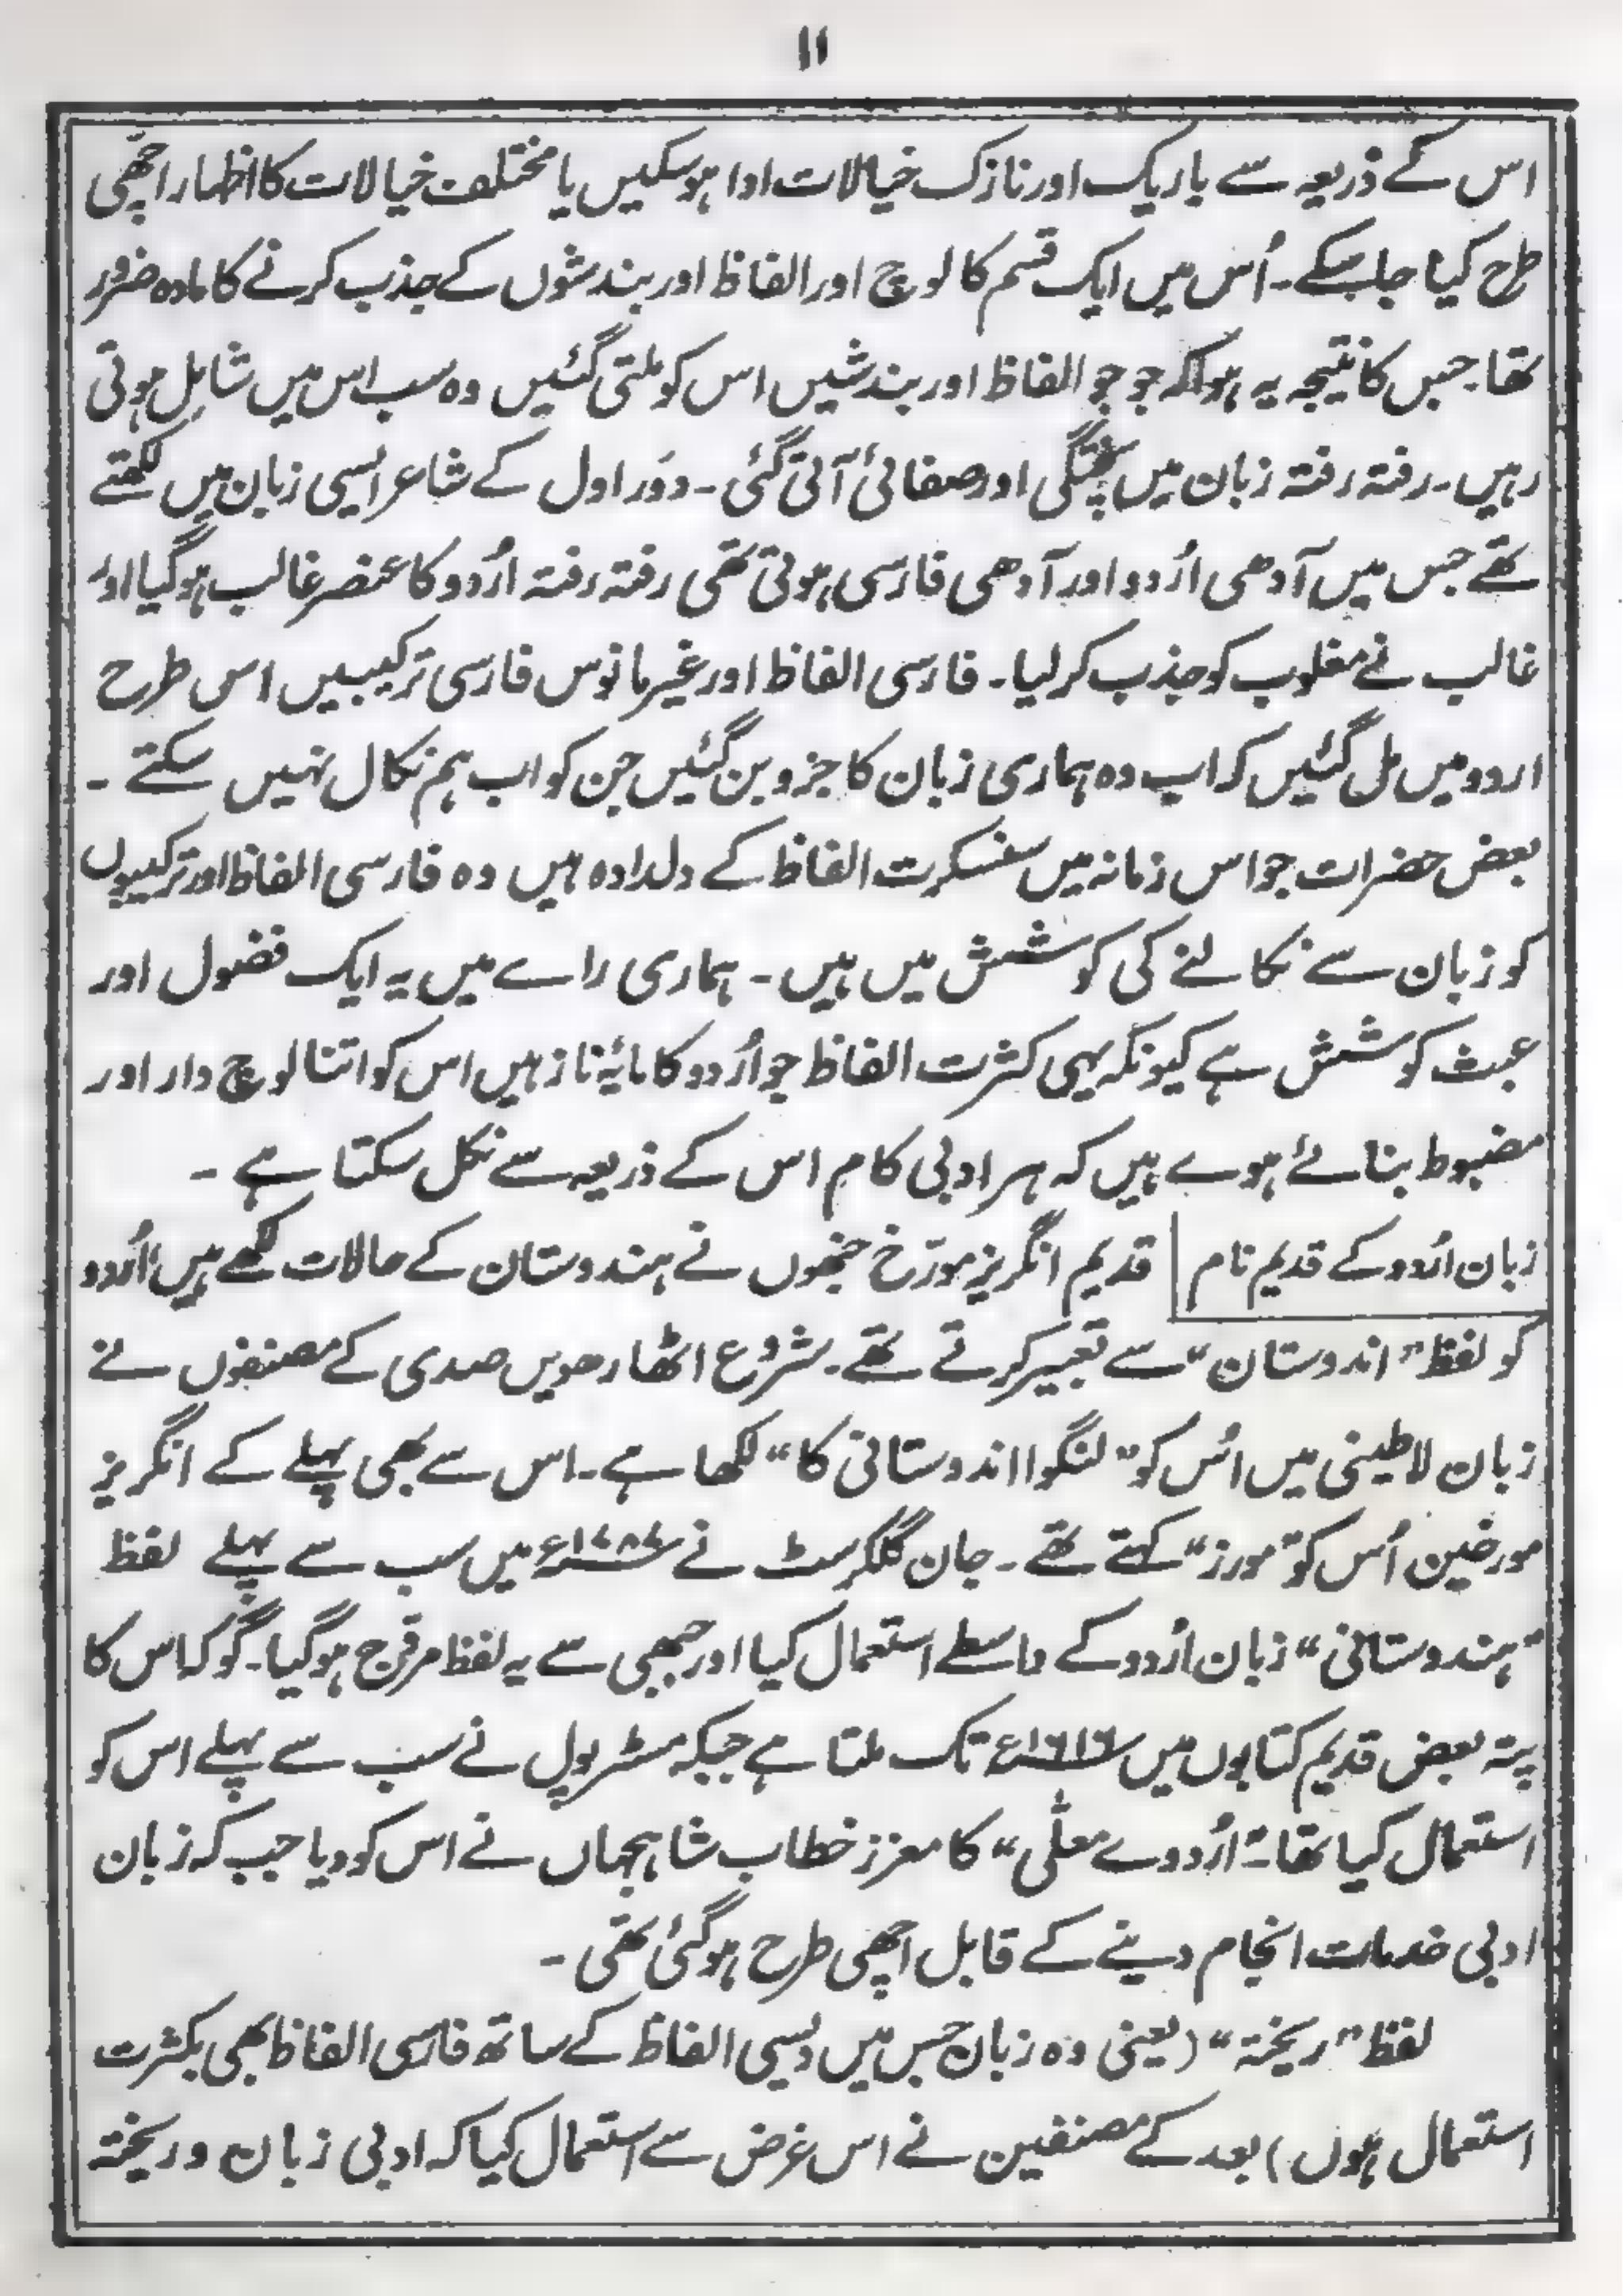 ۱۱
اس کے ذریعہ سے باریک اور نازک خیالات ادا ہوسکیں یا مختلف خیالات کا اظہار اچھی
طرح کیا جاسکے۔ اُس میں ایک قسم کا لوچ اور الفاظ اور بندشوں کے جذب کرنے کا مادہ ضرور
تھا۔ جس کا نتیجہ یہ ہوا کہ جو جو الفاظ اور بندشیں اس کو ملتی گئیں وہ سب اس میں شامل ہوتی
رہیں۔ رفتہ رفتہ زبان میں پختگی اور صفائی آتی گئی۔ دَور اول کے شاعر ایسی زبان میں لکھتے
تھے جس میں آدھی اُردو اور آدھی فارسی ہوتی تھی رفتہ رفتہ اُردو کا عنصر غالب ہوگیا اور
غالب نے مغلوب کو جذب کرلیا۔ فارسی الفاظ اور غیر مانوس فارسی ترکیبیں اس طرح
اردو میں مل گئیں کہ اب وہ ہماری زبان کا جزو بن گئیں جن کو اب ہم نکال نہیں سکتے ۔
بعض حضرات جو اس زمانہ میں سنسکرت الفاظ کے دلدادہ ہیں وہ فارسی الفاظ اور ترکیبوں
کو زبان سے نکالنے کی کوشش میں ہیں۔ ہماری راے میں یہ ایک فضول اور
عبث کوشش ہے کیونکہ یہی کثرت الفاظ جو اُردو کا مایۂ ناز ہیں اس کو اتنا لوچ دار اور
مضبوط بنائے ہوے ہیں کہ ہر ادبی کام اس کے ذریعہ سے نکل سکتا ہے ۔
زبان اُردو کے قدیم نام | قدیم انگریز مورّخ جنھوں نے ہندوستان کے حالات لکھے ہیں اُردو
کو لفظ "اندوستان" سے تعبیر کرتے تھے۔ شروع اٹھارھویں صدی کے مصنفوں نے
زبان لاطینی میں اُس کو "لنگوا اندوستانی کا" لکھا ہے۔ اس سے بھی پہلے کے انگریز
مورخین اُس کو "مورز" کہتے تھے ۔ جان گلکرسٹ نے ۱۷۸۷ء میں سب سے پہلے لفظ
"ہندوستانی" زبان اُردو کے واسطے استعمال کیا اور جبھی سے یہ لفظ مروّج ہوگیا۔ گو کہ اس کا
پتہ بعض قدیم کتابوں میں ۱۶۱۶ء تک ملتا ہے جبکہ مسٹر یول نے سب سے پہلے اس کو
استعمال کیا تھا۔ "اُردوے معلّٰی" کا معزز خطاب شاہجہاں نے اس کو دیا جب کہ زبان
ادبی خدمات انجام دینے کے قابل اچھی طرح ہوگئی تھی ۔
لفظ "ریختہ" (یعنی وہ زبان جس میں دیسی الفاظ کے ساتھ فارسی الفاظ بھی بکثرت
استعمال ہوں) بعد کے مصنفین نے اس غرض سے استعمال کیا کہ ادبی زبان و ریختہ